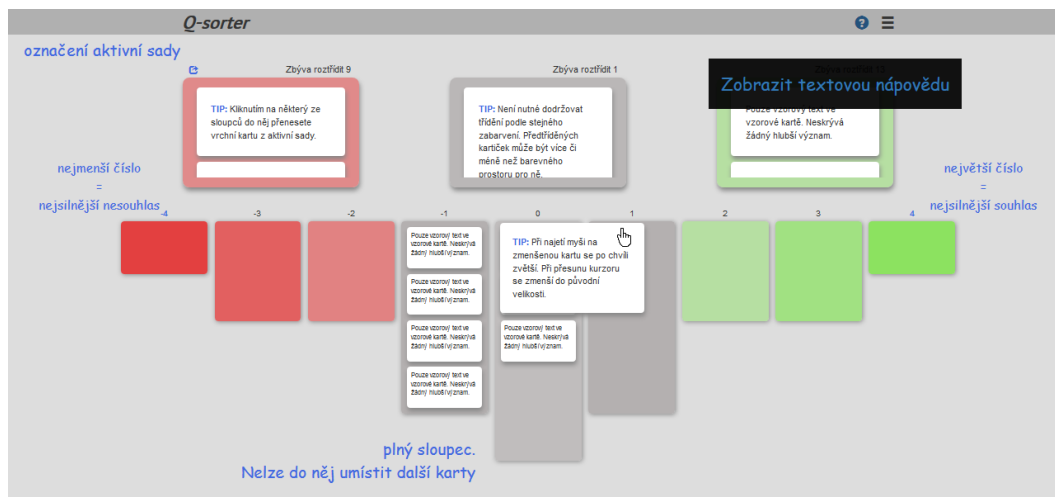 Q-sorter
označení aktivní sady
Zbýva roztřídit 9
Zbýva roztřídit 1
Zobrazit textovou nápovědu
TIP: Kliknutím na některý ze
sloupců do něj přenesete
vrchní kartu z aktivní sady.
TIP: Není nutné dodržovat
třídění podle stejného
zabarvení. Předtříděných
kartiček může být více či
méně než barevného
prostoru pro ně.
Pouze vzorový text ve
vzorové kartě. Neskrývá
žádný hlubší význam.
nejmenší číslo
=
nejsilnější nesouhlas
největší číslo
=
nejsilnější souhlas
-4
-3
-2
-1
0
1
2
3
4
Pouze vzorový text ve
vzorové kartě. Neskrývá
žádný hlubší význam.
Pouze vzorový text ve
vzorové kartě. Neskrývá
žádný hlubší význam.
Pouze vzorový text ve
vzorové kartě. Neskrývá
žádný hlubší význam.
Pouze vzorový text ve
vzorové kartě. Neskrývá
žádný hlubší význam.
TIP: Při najetí myši na
zmenšenou kartu se po chvíli
zvětší. Při přesunu kurzoru
se zmenší do původní
velikosti.
Pouze vzorový text ve
vzorové kartě. Neskrývá
žádný hlubší význam.
plný sloupec.
Nelze do něj umístit další karty